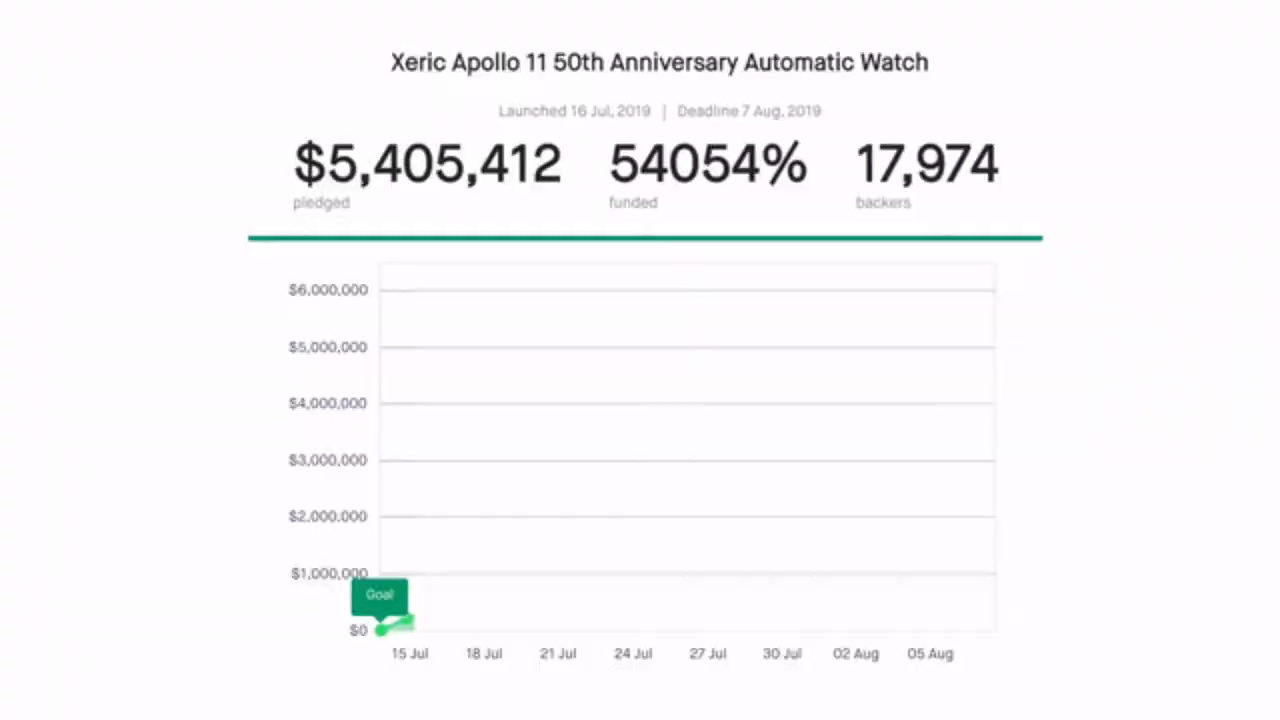 Xeric Apollo 11 50th Anniversary Automatic Watch
Launched 16 Jul, 2019 | Deadline 7 Aug, 2019
$5,405,412 54054% 17,974
pledged funded backers
$6,000,000
$5,000,000
$4,000,000
$3,000,000
$2,000,000
$1,000,000
Goal
$0
15 Jul 18 Jul 21 Jul 24 Jul 27 Jul 30 Jul 02 Aug 05 Aug